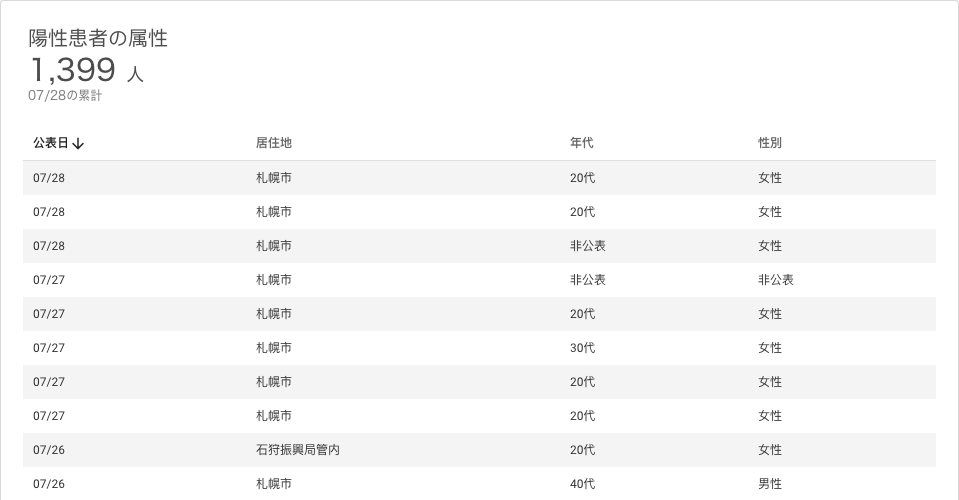 陽性患者の属性
1,399 人
07/28の累計
公表日↓ 居住地 年代 性別
07/28 札幌市 20代 女性
07/28 札幌市 20代 女性
07/28 札幌市 非公表 女性
07/27 札幌市 非公表 非公表
07/27 札幌市 20代 女性
07/27 札幌市 30代 女性
07/27 札幌市 20代 女性
07/27 札幌市 20代 女性
07/26 石狩振興局管内 20代 女性
07/26 札幌市 40代 男性